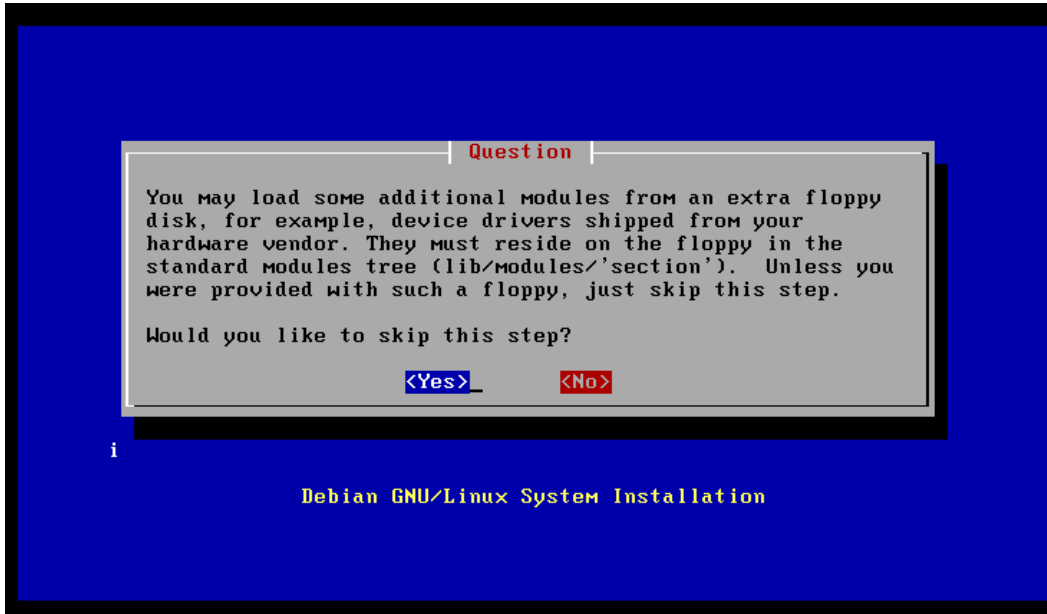 Question
You may load some additional modules from an extra floppy
disk, for example, device drivers shipped from your
hardware vendor. They must reside on the floppy in the
standard modules tree (lib/modules/'section').  Unless you
were provided with such a floppy, just skip this step.
Would you like to skip this step?
<Yes> <No>
i
Debian GNU/Linux System Installation